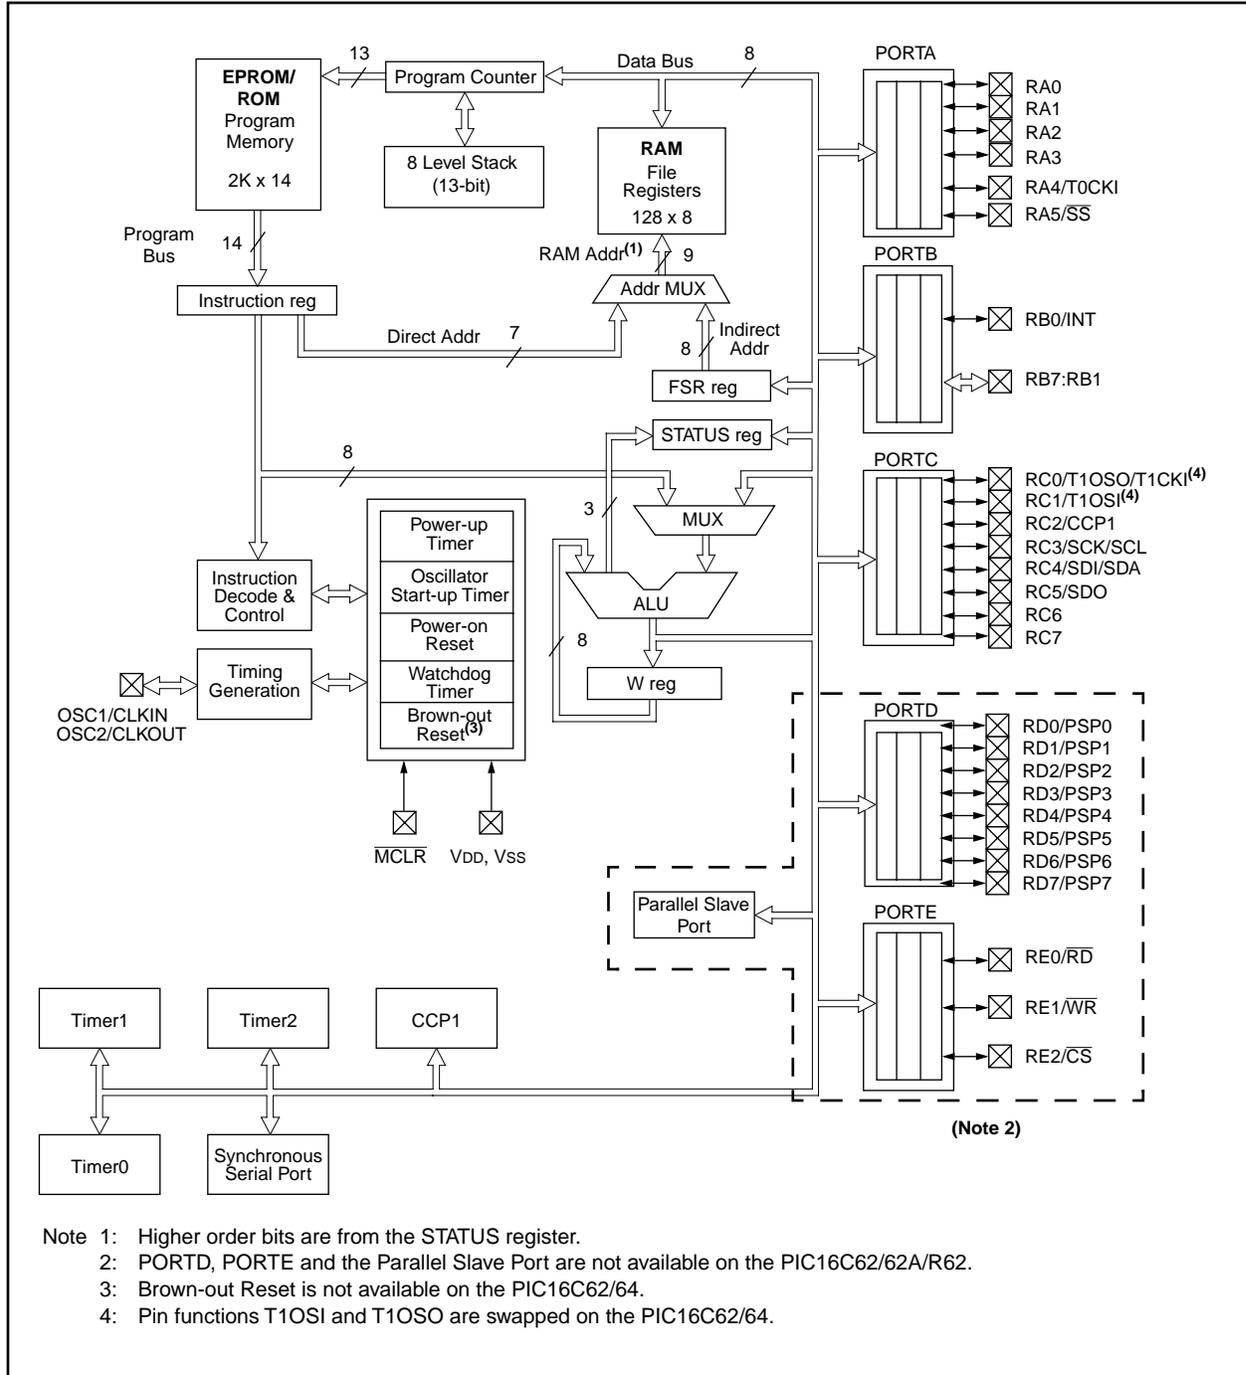 13
Data Bus
8
PORTA
EPROM/
ROM
Program
Memory
2K x 14
Program Counter
8 Level Stack
(13-bit)
RAM
File
Registers
128 x 8
RA0
RA1
RA2
RA3
RA4/T0CKI
RA5/S̅S̅
Program
Bus
14
RAM Addr(1)
9
PORTB
Instruction reg
Addr MUX
Direct Addr
7
8
Indirect
Addr
FSR reg
RB0/INT
RB7:RB1
STATUS reg
8
3
MUX
PORTC
RC0/T1OSO/T1CKI(4)
RC1/T1OSI(4)
RC2/CCP1
RC3/SCK/SCL
RC4/SDI/SDA
RC5/SDO
RC6
RC7
Power-up
Timer
Oscillator
Start-up Timer
Power-on
Reset
Watchdog
Timer
Brown-out
Reset(3)
Instruction
Decode &
Control
Timing
Generation
OSC1/CLKIN
OSC2/CLKOUT
ALU
8
W reg
M̅C̅L̅R̅
VDD, VSS
PORTD
RD0/PSP0
RD1/PSP1
RD2/PSP2
RD3/PSP3
RD4/PSP4
RD5/PSP5
RD6/PSP6
RD7/PSP7
Parallel Slave
Port
PORTE
RE0/R̅D̅
RE1/W̅R̅
RE2/C̅S̅
(Note 2)
Timer1
Timer2
CCP1
Timer0
Synchronous
Serial Port
Note 1: Higher order bits are from the STATUS register.
2: PORTD, PORTE and the Parallel Slave Port are not available on the PIC16C62/62A/R62.
3: Brown-out Reset is not available on the PIC16C62/64.
4: Pin functions T1OSI and T1OSO are swapped on the PIC16C62/64.